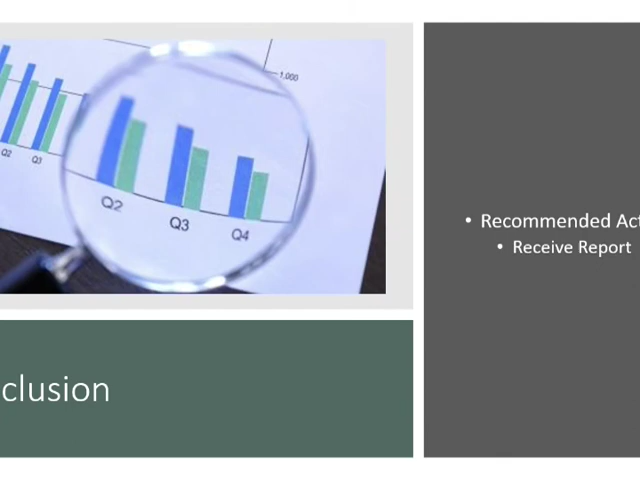 1,000
Q2
Q3
Q2
Q3
Q4
• Recommended Act
• Receive Report
clusion